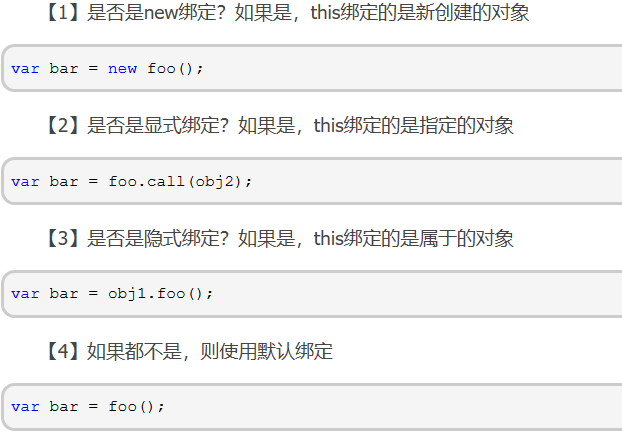 【1】是否是new绑定？如果是，this绑定的是新创建的对象
var bar = new foo();
【2】是否是显式绑定？如果是，this绑定的是指定的对象
var bar = foo.call(obj2);
【3】是否是隐式绑定？如果是，this绑定的是属于的对象
var bar = obj1.foo();
【4】如果都不是，则使用默认绑定
var bar = foo();